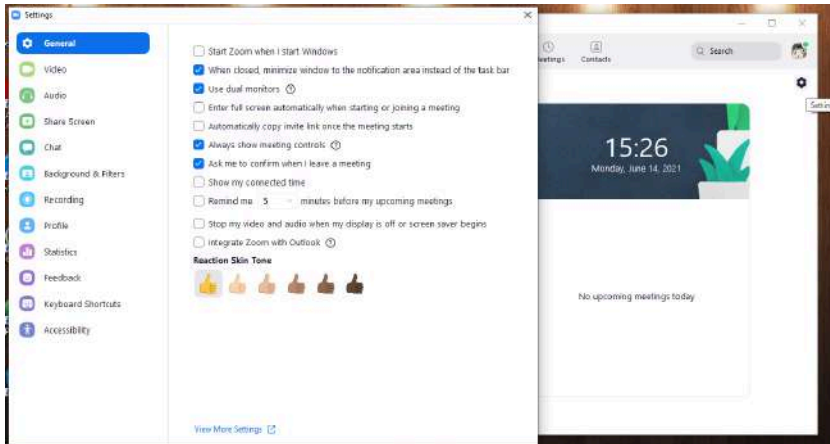 Settings
General
Video
Audio
Share Screen
Chat
Background & Filters
Recording
Profile
Statistics
Feedback
Keyboard Shortcuts
Accessibility
Start Zoom when I start Windows
When closed, minimize window to the notification area instead of the task bar
Use dual monitors
Enter full screen automatically when starting or joining a meeting
Automatically copy invite link once the meeting starts
Always show meeting controls
Ask me to confirm when I leave a meeting
Show my connected time
Remind me 5 minutes before my upcoming meetings
Stop my video and audio when my display is off or screen saver begins
Integrate Zoom with Outlook
Reaction Skin Tone
View More Settings
eetings
Contacts
Search
Settin
15:26
Monday, June 14, 2021
No upcoming meetings today